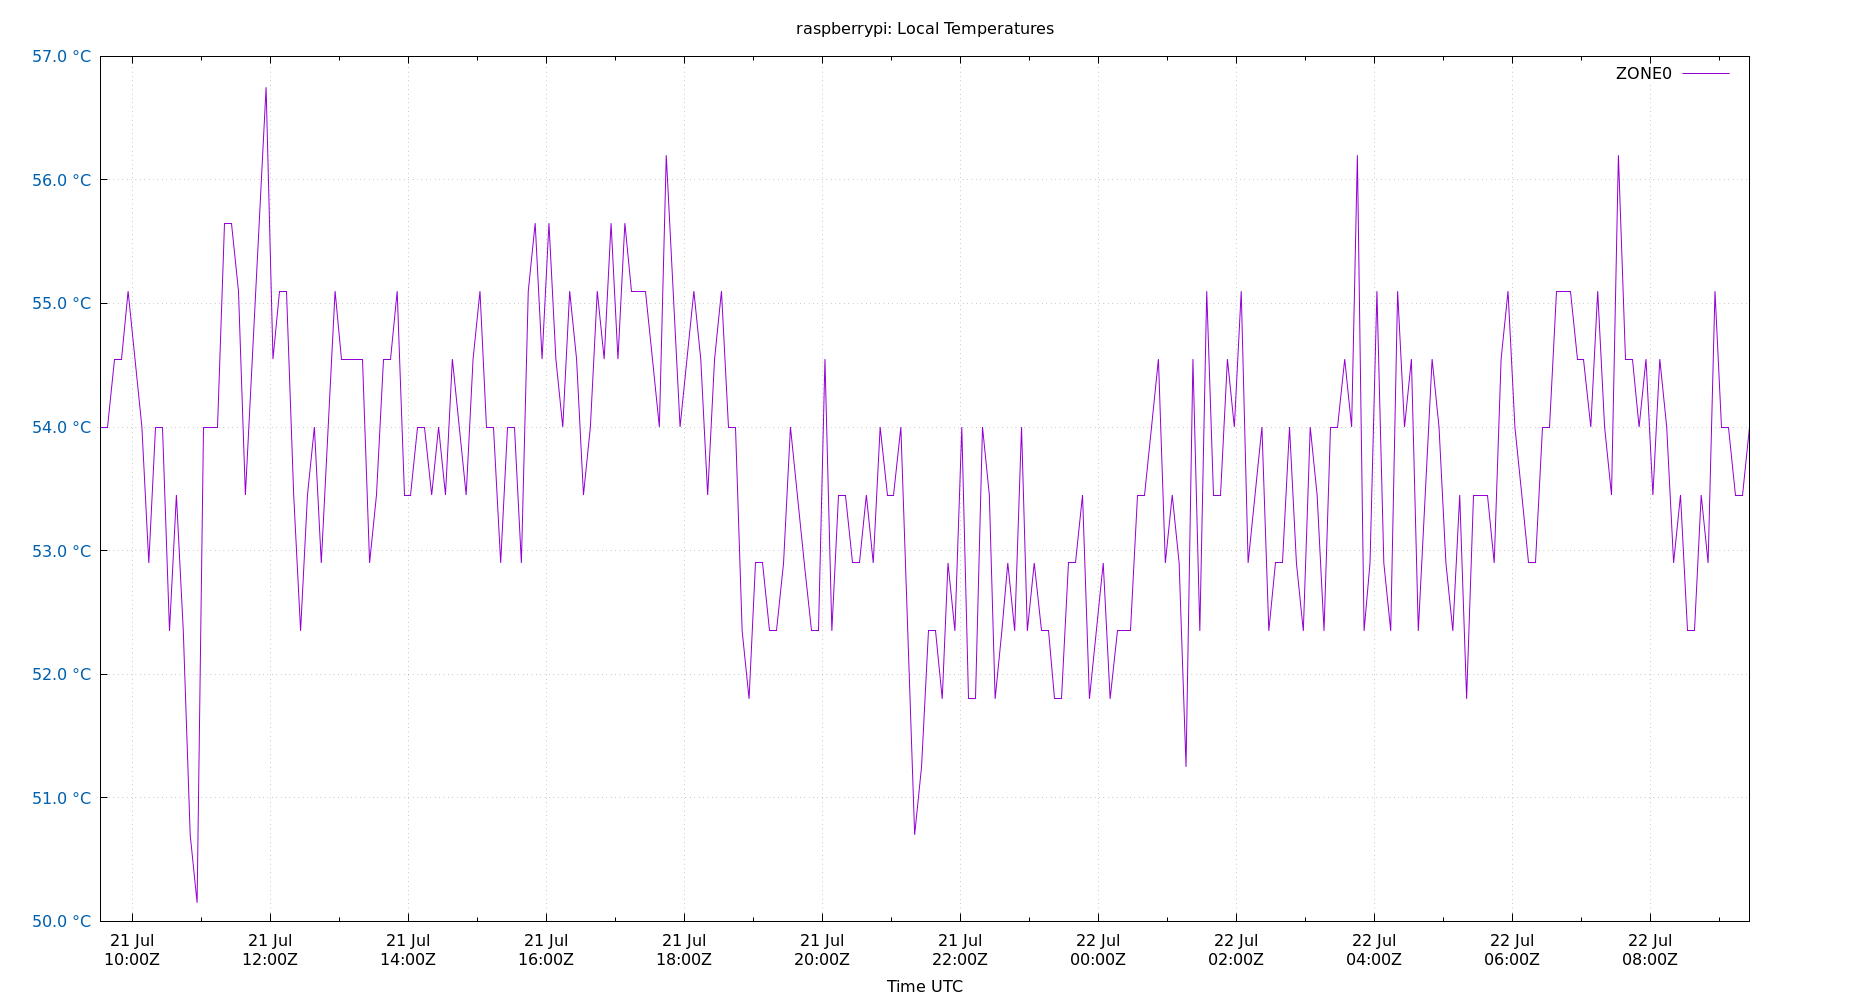 raspberrypi: Local Temperatures
57.0 °C
ZONE0
56.0 °C
55.0 °C
54.0 °C
53.0 °C
52.0 °C
51.0 °C
50.0 °C
21 Jul 21 Jul 21 Jul 21 Jul 21 Jul 21 Jul 21 Jul 22 Jul 22 Jul 22 Jul 22 Jul 22 Jul
10:00Z 12:00Z 14:00Z 16:00Z 18:00Z 20:00Z 22:00Z 00:00Z 02:00Z 04:00Z 06:00Z 08:00Z
Time UTC